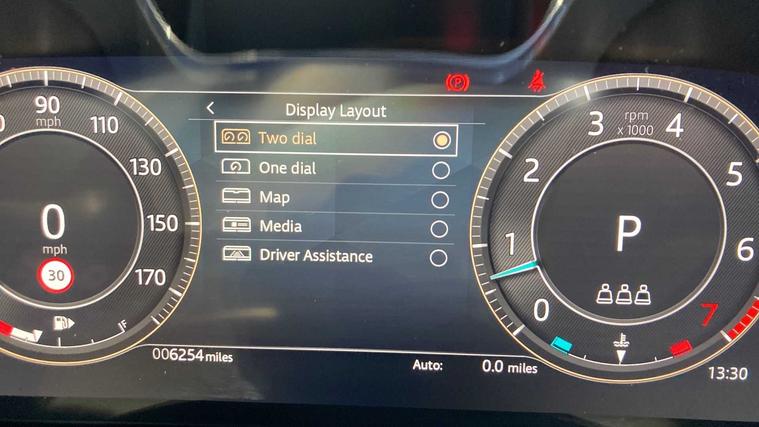 Display Layout
Two dial
One dial
Map
Media
Driver Assistance
90
mph
110
130
150
170
0
mph
30
F
006254 miles
Auto:
0.0 miles
0
1
2
3
4
5
6
7
rpm
x 1000
P
P
13:30